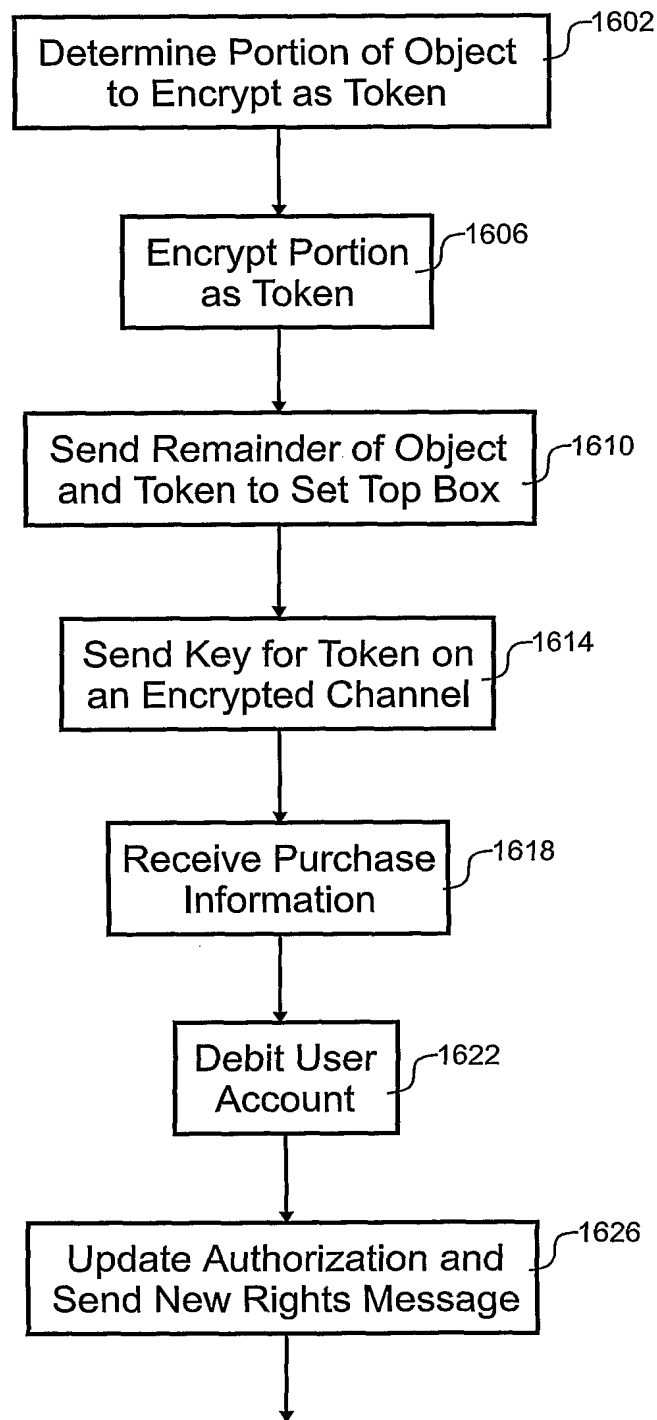 1602
Determine Portion of Object
to Encrypt as Token
1606
Encrypt Portion
as Token
1610
Send Remainder of Object
and Token to Set Top Box
1614
Send Key for Token on
an Encrypted Channel
1618
Receive Purchase
Information
1622
Debit User
Account
1626
Update Authorization and
Send New Rights Message